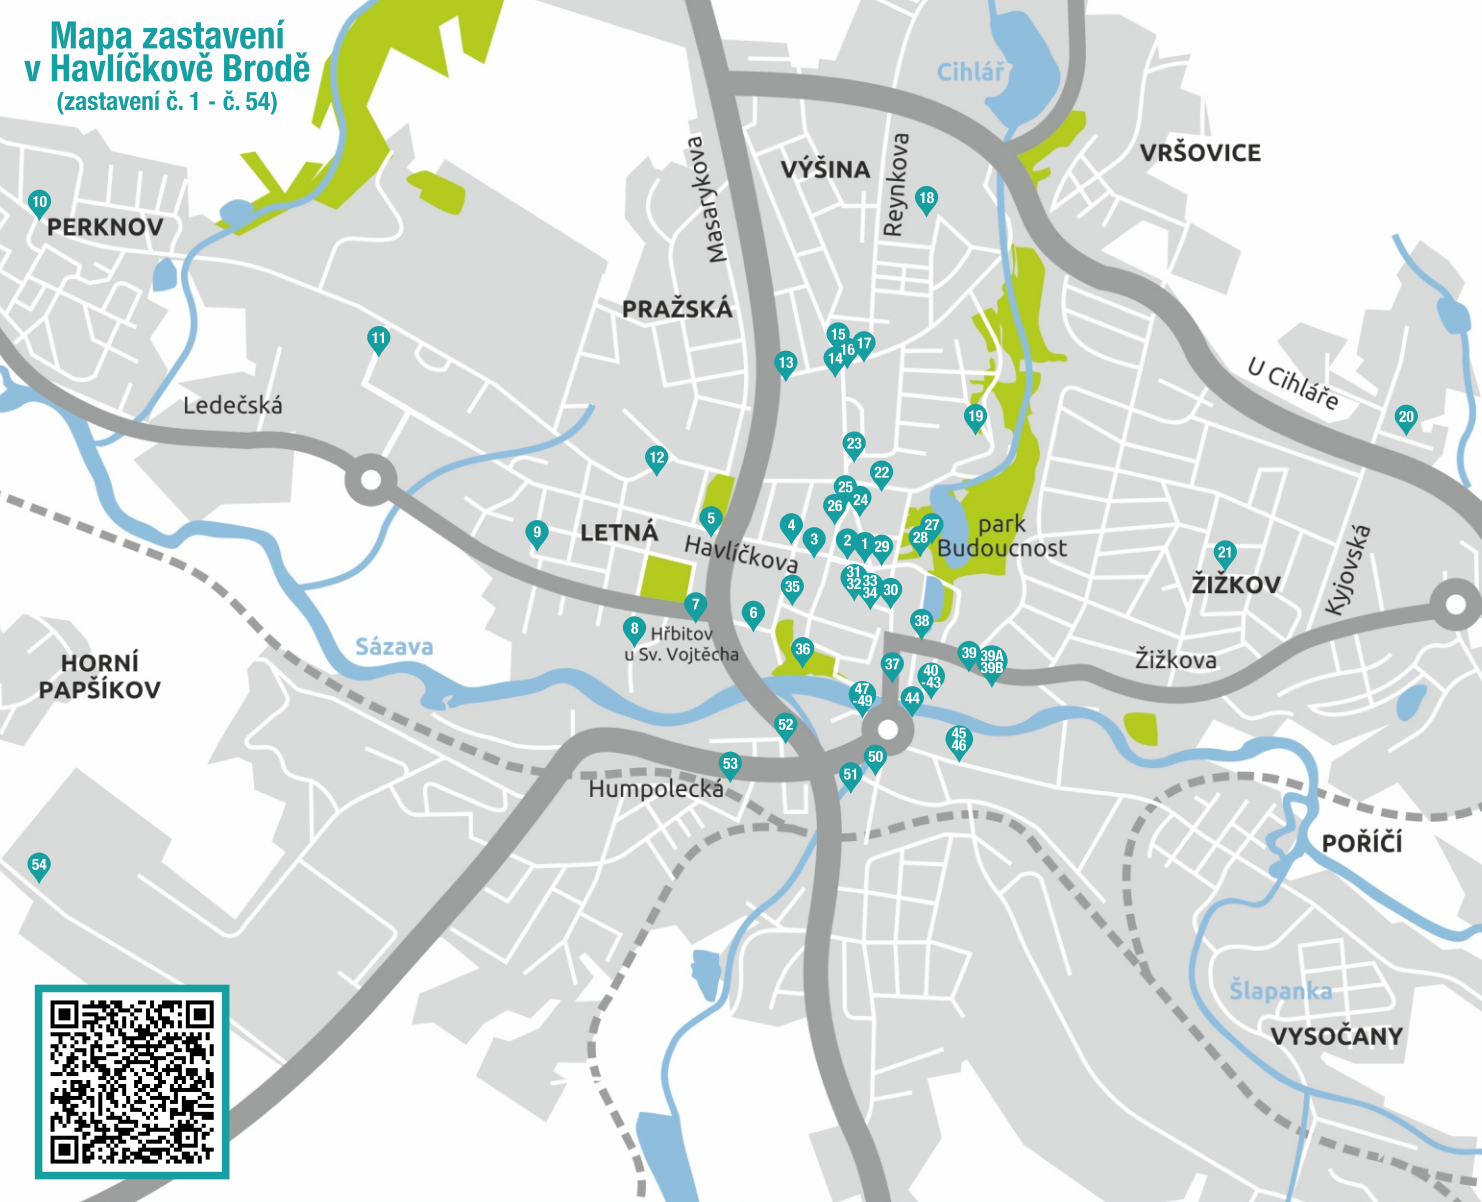 Mapa zastavení
v Havlíčkově Brodě
(zastavení č. 1 - č. 54)
Cihlář
VRŠOVICE
VÝŠINA
Reynkova
Masarykova
18
10
PERKNOV
PRAŽSKÁ
11
15
16
17
14
13
U Cihláře
Ledečská
19
20
12
23
22
25
24
26
LETNÁ
9
5
4
3
2
1
29
27
28
park
Budoucnost
Havlíčkova
21
ŽIŽKOV
Kyjovská
31
32
33
34
30
35
7
6
8
Hřbitov
u Sv. Vojtěcha
38
36
37
39
39A
39B
40
-43
Žižkova
Sázava
HORNÍ
PAPŠÍKOV
47
-49
44
45
46
52
53
50
51
Humpolecká
POŘÍČÍ
54
Šlapanka
VYSOČANY